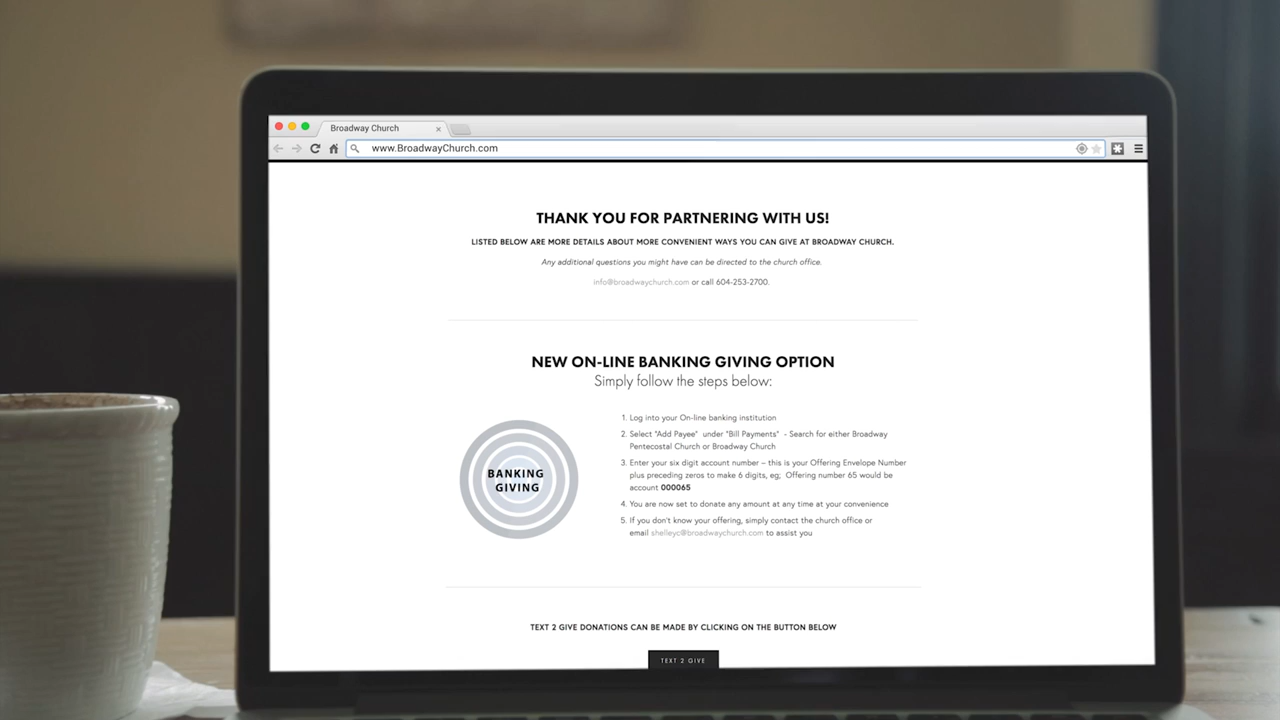 Broadway Church
www.BroadwayChurch.com
THANK YOU FOR PARTNERING WITH US!
LISTED BELOW ARE MORE DETAILS ABOUT MORE CONVENIENT WAYS YOU CAN GIVE AT BROADWAY CHURCH.
Any additional questions you might have can be directed to the church office.
info@broadwaychurch.com or call 604-253-2700.
NEW ON-LINE BANKING GIVING OPTION
Simply follow the steps below:
BANKING
GIVING
1. Log into your On-line banking institution
2. Select "Add Payee" under "Bill Payments" - Search for either Broadway
Pentecostal Church or Broadway Church
3. Enter your six digit account number – this is your Offering Envelope Number
plus preceding zeros to make 6 digits, eg; Offering number 65 would be
account 000065
4. You are now set to donate any amount at any time at your convenience
5. If you don't know your offering, simply contact the church office or
email shelleyc@broadwaychurch.com to assist you
TEXT 2 GIVE DONATIONS CAN BE MADE BY CLICKING ON THE BUTTON BELOW
TEXT 2 GIVE